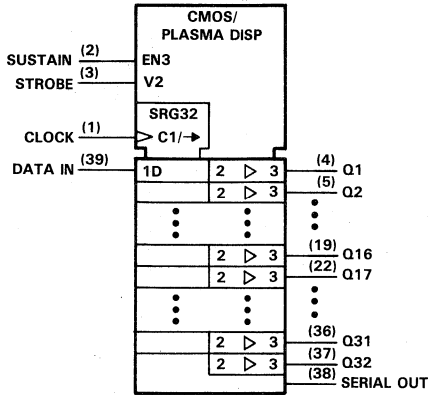 CMOS/
PLASMA DISP
SUSTAIN (2) EN3
STROBE (3) V2
SRG32
CLOCK (1) C1/→
DATA IN (39) 1D 2 ▷ 3 (4) Q1
2 ▷ 3 (5) Q2
2 ▷ 3 (19) Q16
2 ▷ 3 (22) Q17
2 ▷ 3 (36) Q31
2 ▷ 3 (37) Q32
(38) SERIAL OUT